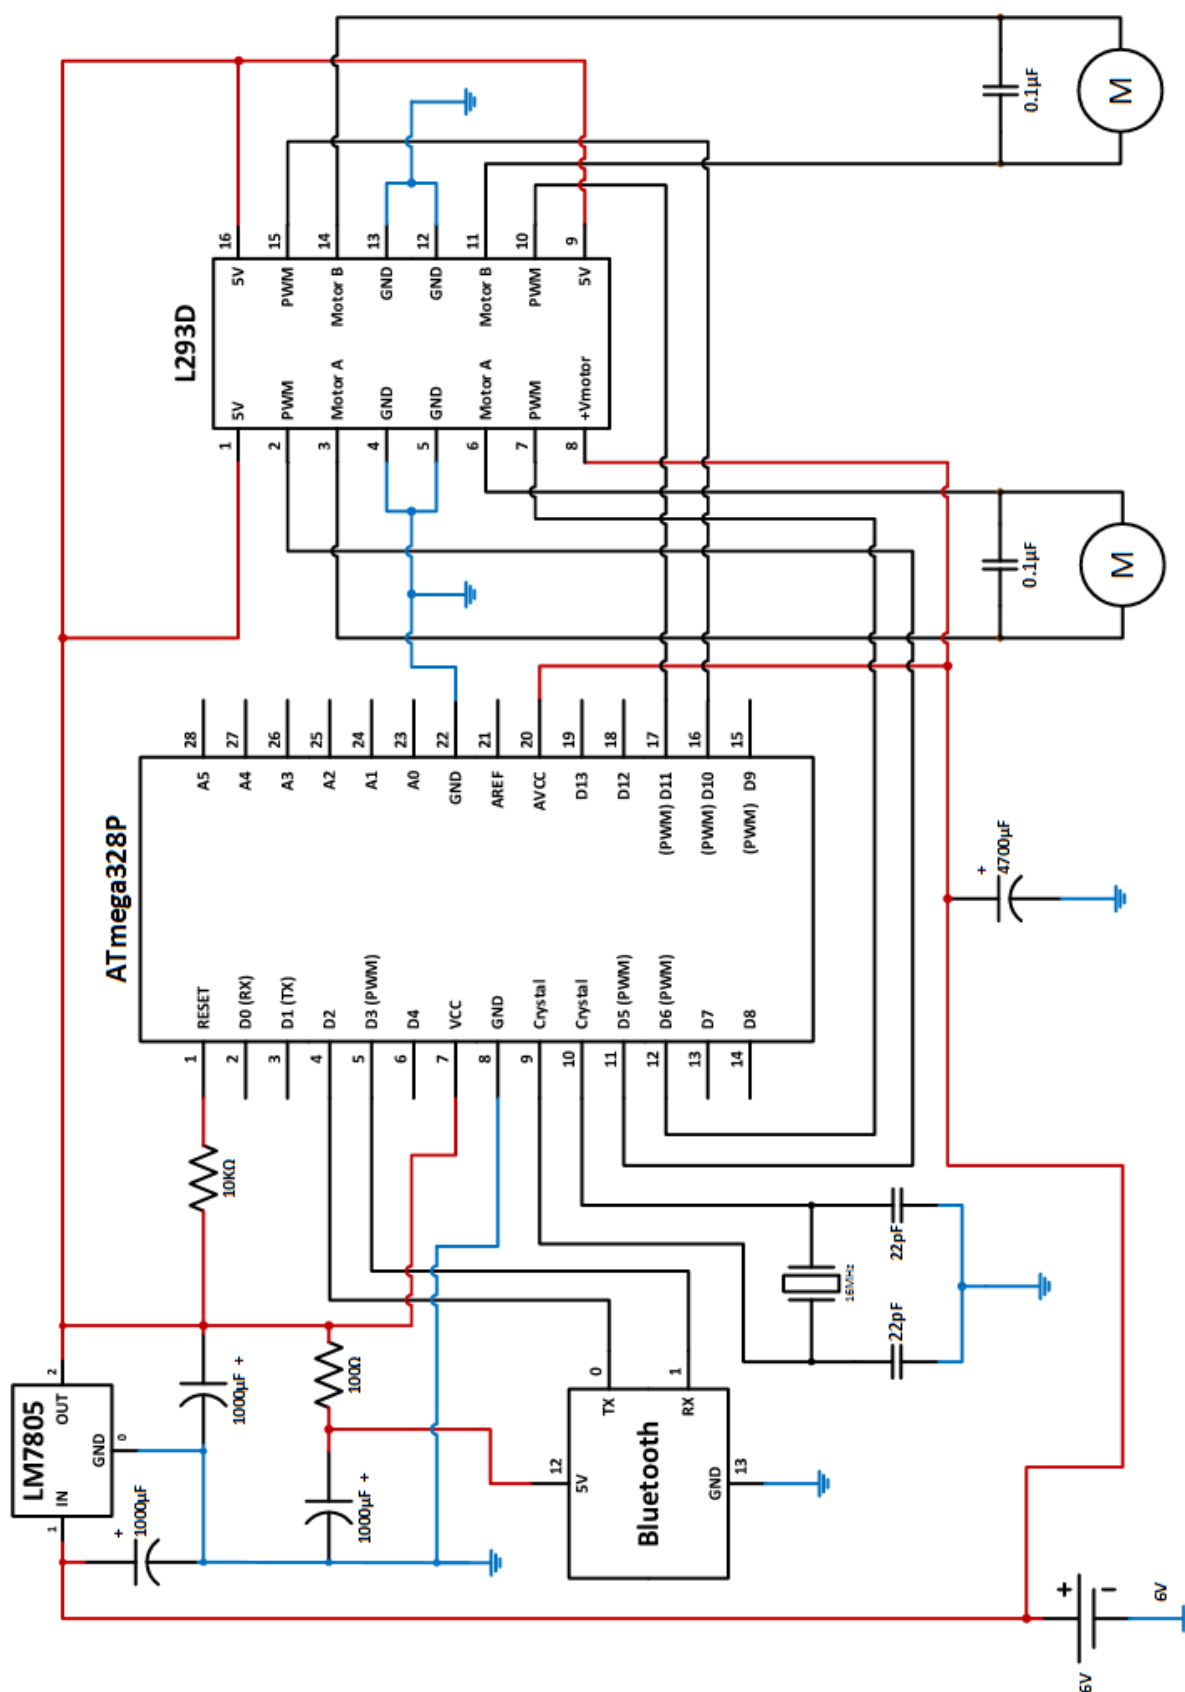 LM7805
IN
OUT
GND
1
2
0
1000µF
+
1000µF +
1000µF +
100Ω
10KΩ
Bluetooth
TX
RX
5V
GND
0
1
12
13
16MHz
22pF
22pF
6V
6V
+
-
4700µF
+
ATmega328P
RESET
D0 (RX)
D1 (TX)
D2
D3 (PWM)
D4
VCC
GND
Crystal
Crystal
D5 (PWM)
D6 (PWM)
D7
D8
1
2
3
4
5
6
7
8
9
10
11
12
13
14
A5
A4
A3
A2
A1
A0
GND
AREF
AVCC
D13
D12
(PWM) D11
(PWM) D10
(PWM) D9
28
27
26
25
24
23
22
21
20
19
18
17
16
15
L293D
5V
PWM
Motor A
GND
GND
Motor A
PWM
+Vmotor
1
2
3
4
5
6
7
8
5V
PWM
Motor B
GND
GND
Motor B
PWM
5V
16
15
14
13
12
11
10
9
0.1µF
M
0.1µF
M